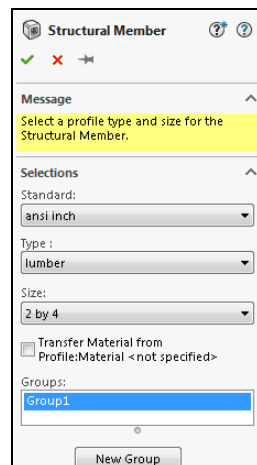 Structural Member
Message
Select a profile type and size for the
Structural Member.
Selections
Standard:
ansi inch
Type :
lumber
Size:
2 by 4
Transfer Material from
Profile:Material <not specified>
Groups:
Group1
New Group